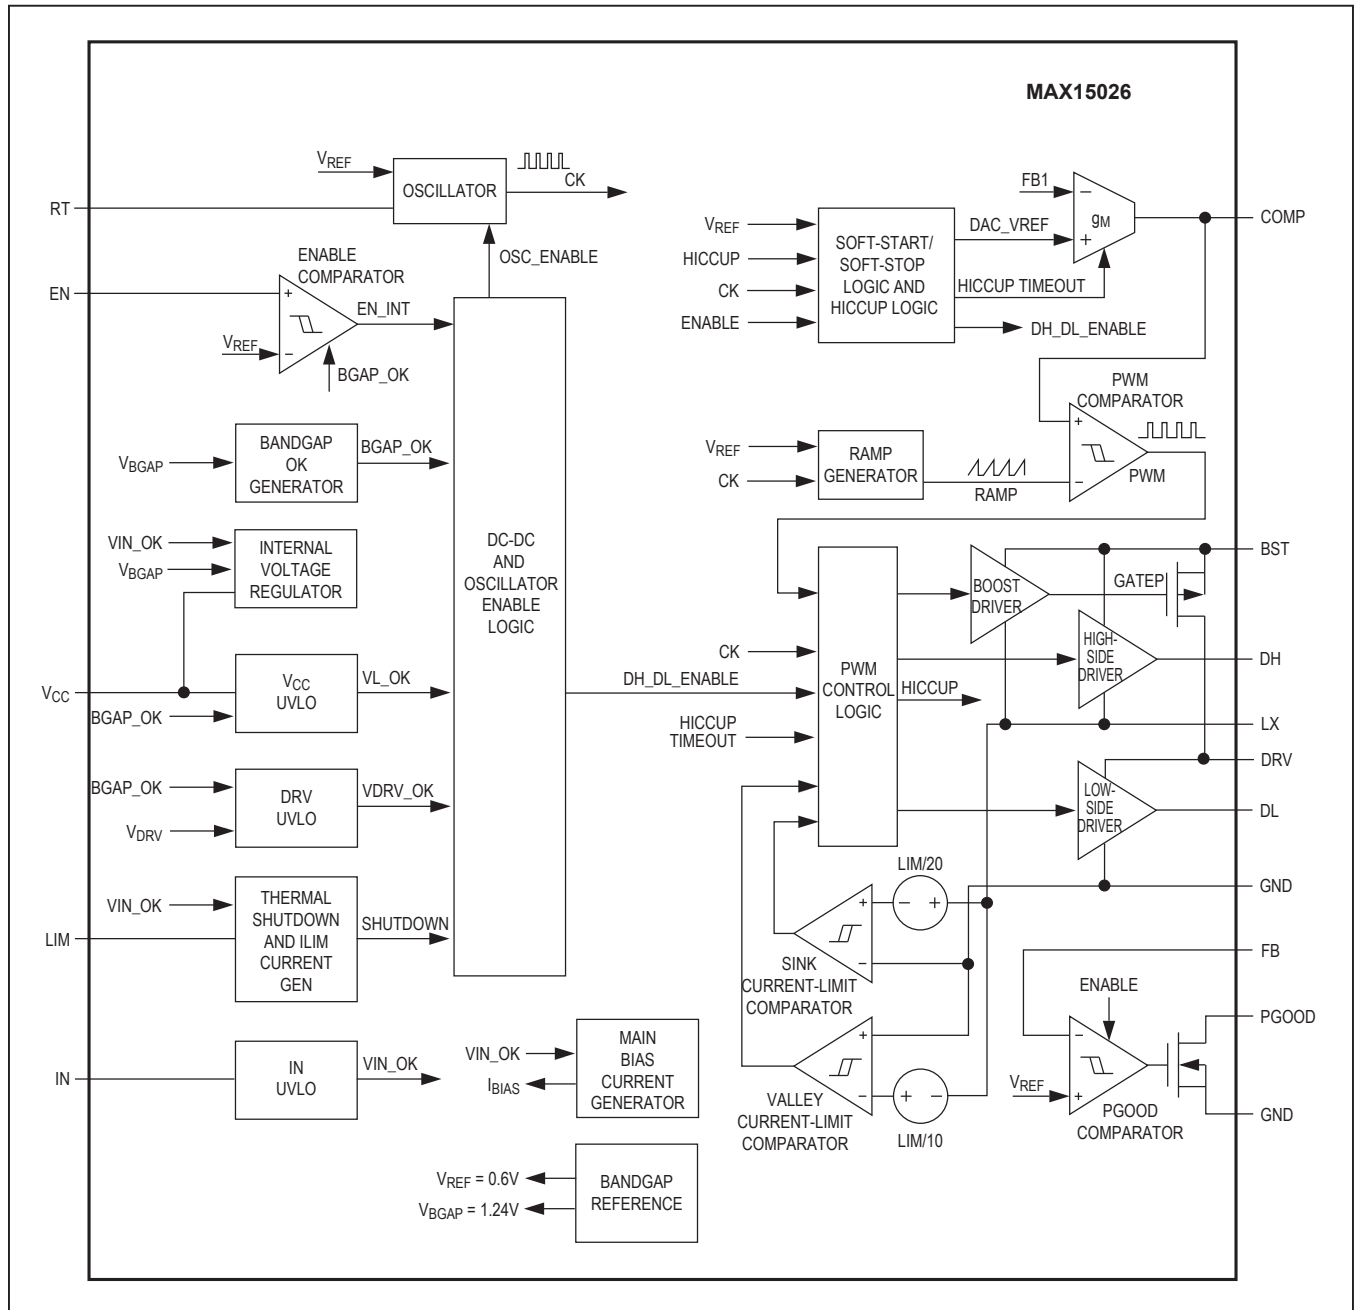 MAX15026
VREF
OSCILLATOR
CK
RT
OSC_ENABLE
ENABLE
COMPARATOR
EN
+
EN_INT
VREF
−
BGAP_OK
VBGAP
BANDGAP
OK
GENERATOR
BGAP_OK
VIN_OK
VBGAP
INTERNAL
VOLTAGE
REGULATOR
VCC
BGAP_OK
VCC
UVLO
VL_OK
BGAP_OK
VDRV
DRV
UVLO
VDRV_OK
VIN_OK
LIM
THERMAL
SHUTDOWN
AND ILIM
CURRENT
GEN
SHUTDOWN
IN
IN
UVLO
VIN_OK
DC-DC
AND
OSCILLATOR
ENABLE
LOGIC
VIN_OK
IBIAS
MAIN
BIAS
CURRENT
GENERATOR
VREF = 0.6V
VBGAP = 1.24V
BANDGAP
REFERENCE
VREF
HICCUP
CK
ENABLE
SOFT-START/
SOFT-STOP
LOGIC AND
HICCUP LOGIC
FB1
−
gM
+
DAC_VREF
HICCUP TIMEOUT
DH_DL_ENABLE
COMP
PWM
COMPARATOR
+
−
PWM
VREF
CK
RAMP
GENERATOR
RAMP
CK
DH_DL_ENABLE
HICCUP
TIMEOUT
PWM
CONTROL
LOGIC
HICCUP
BOOST
DRIVER
GATEP
BST
HIGH-
SIDE
DRIVER
DH
LX
DRV
LOW-
SIDE
DRIVER
DL
GND
LIM/20
− +
+
−
SINK
CURRENT-LIMIT
COMPARATOR
+
−
+ −
LIM/10
VALLEY
CURRENT-LIMIT
COMPARATOR
FB
ENABLE
−
VREF
+
PGOOD
COMPARATOR
PGOOD
GND